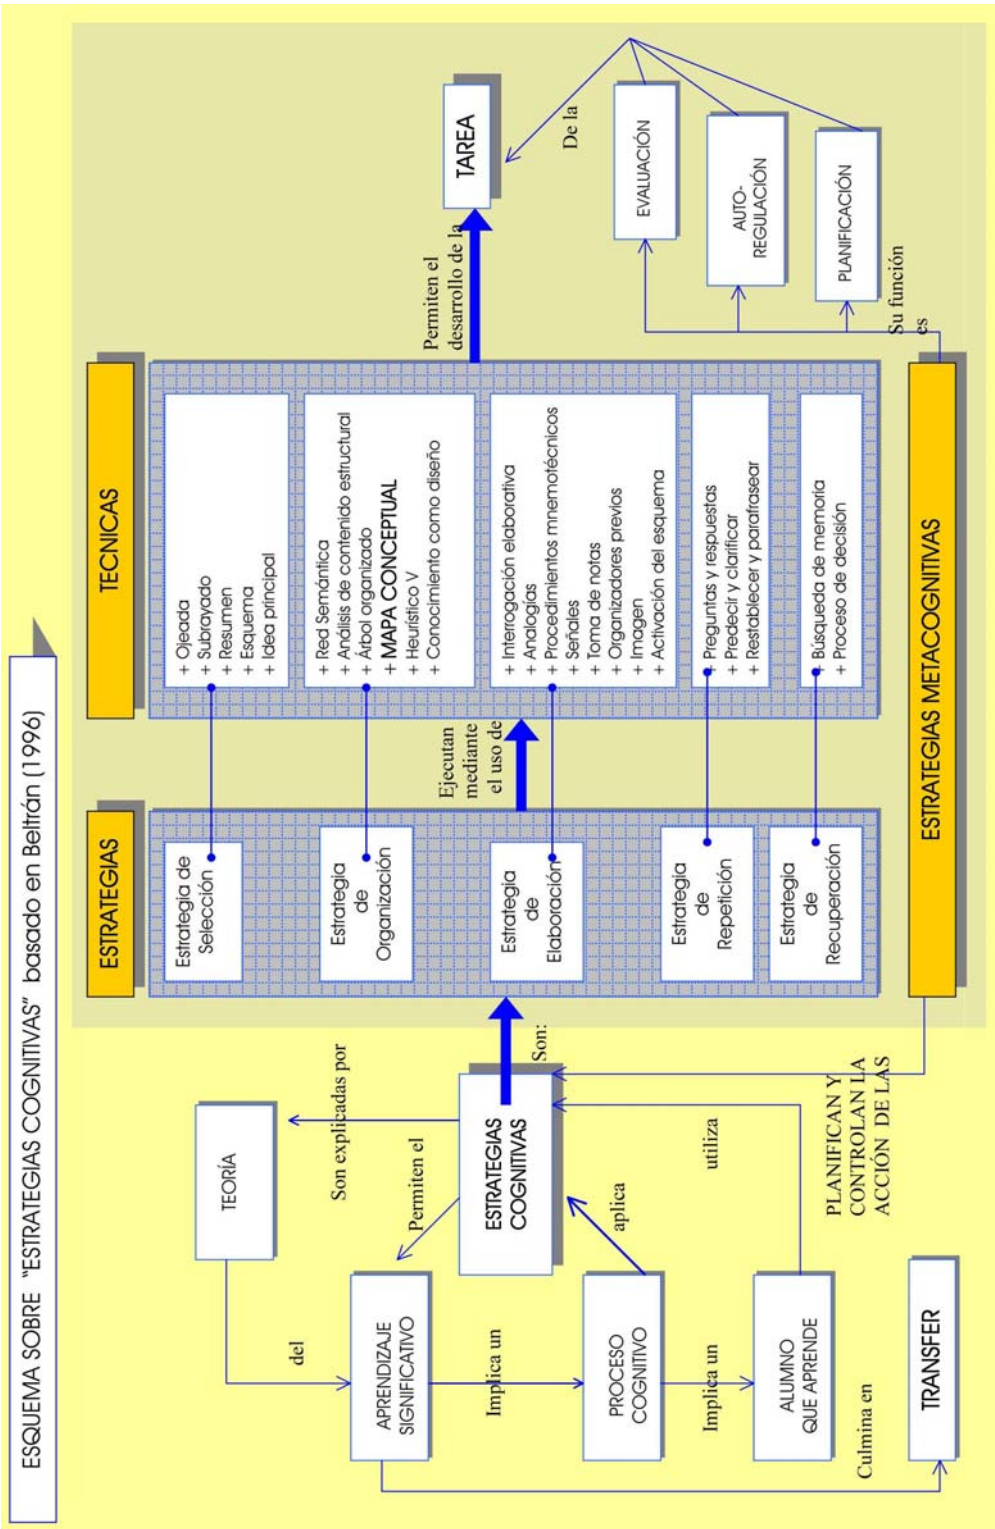 ESQUEMA SOBRE "ESTRATEGIAS COGNITIVAS" basado en Beltrán (1996)
TEORÍA
del
Son explicadas por
APRENDIZAJE
SIGNIFICATIVO
Permiten el
Implica un
ESTRATEGIAS
COGNITIVAS
Son:
PROCESO
COGNITIVO
aplica
Implica un
utiliza
ALUMNO
QUE APRENDE
Culmina en
TRANSFER
PLANIFICAN Y
CONTROLAN LA
ACCIÓN DE LAS
ESTRATEGIAS
Estrategia de
Selección
Estrategia
de
Organización
Estrategia
de
Elaboración
Estrategia
de
Repetición
Estrategia
de
Recuperación
Ejecutan
mediante
el uso de
TECNICAS
+ Ojeada
+ Subrayado
+ Resumen
+ Esquema
+ Idea principal
+ Red Semántica
+ Análisis de contenido estructural
+ Árbol organizado
+ MAPA CONCEPTUAL
+ Heurístico V
+ Conocimiento como diseño
+ Interrogación elaborativa
+ Analogías
+ Procedimientos mnemotécnicos
+ Señales
+ Toma de notas
+ Organizadores previos
+ Imagen
+ Activación del esquema
+ Preguntas y respuestas
+ Predecir y clarificar
+ Restablecer y parafrasear
+ Búsqueda de memoria
+ Proceso de decisión
ESTRATEGIAS METACOGNITIVAS
Permiten el
desarrollo de la
TAREA
De la
EVALUACIÓN
AUTO-
REGULACIÓN
PLANIFICACIÓN
Su función
es